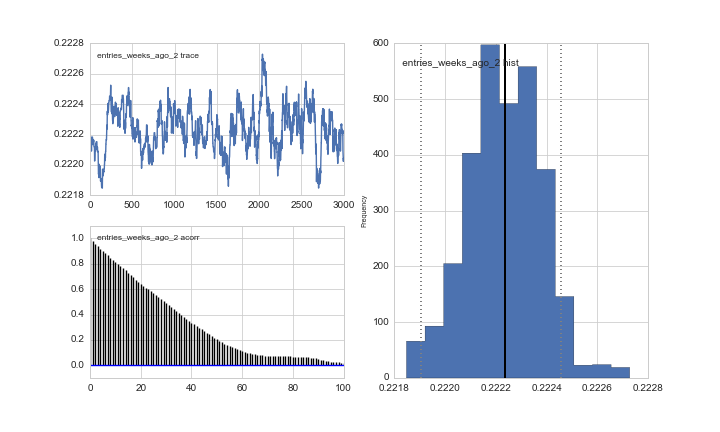 entries_weeks_ago_2 trace
0.2228
0.2226
0.2224
0.2222
0.2220
0.2218
0 500 1000 1500 2000 2500 3000
entries_weeks_ago_2 acorr
1.0
0.8
0.6
0.4
0.2
0.0
0 20 40 60 80 100
entries_weeks_ago_2 hist
Frequency
600
500
400
300
200
100
0
0.2218 0.2220 0.2222 0.2224 0.2226 0.2228